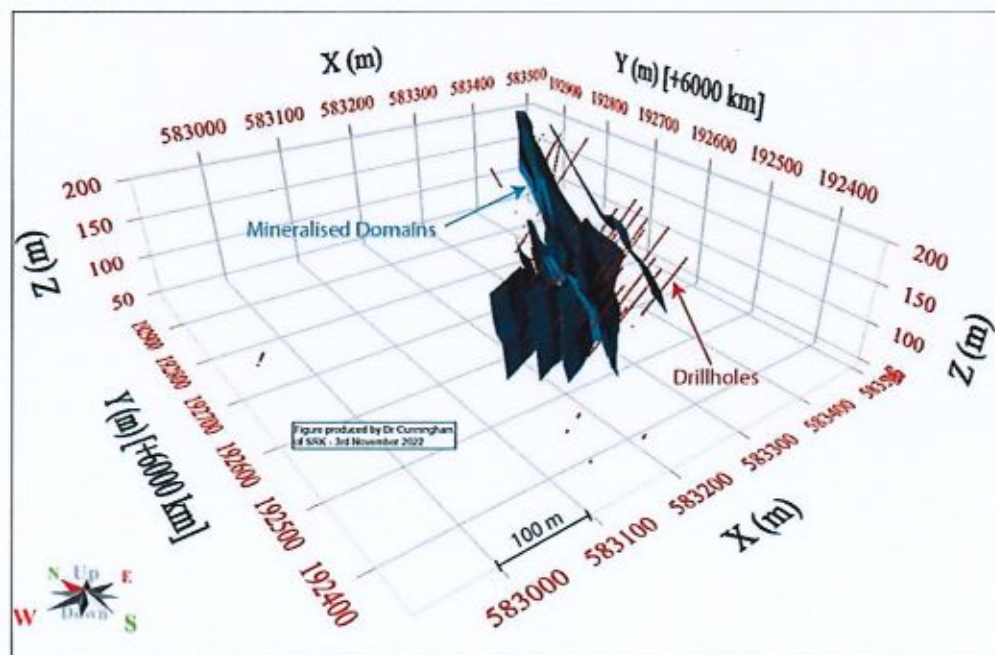 X (m)
Y (m) [+6000 km]
583000 583100 583200 583300 583400 583500
192900 192800 192700 192600 192500 192400
200
150
100
50
Z (m)
Mineralised Domains
200
150
100
Z (m)
Drillholes
192900 192800 192700 192600 192500 192400
Y (m) [+6000 km]
Figure produced by Dr Cunningham
of SRK - 3rd November 2022
100 m
583000 583100 583200 583300 583400
X (m)
N Up E
W Down S